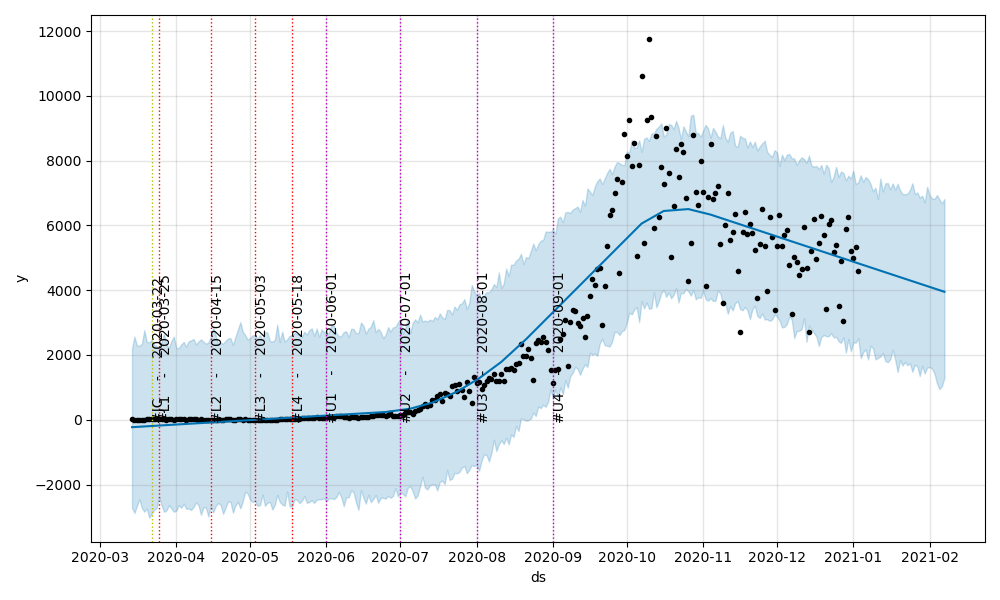 12000
10000
8000
6000
4000
2000
0
−2000
y
#JC - 2020-03-22
#L1 - 2020-03-25
#L2 - 2020-04-15
#L3 - 2020-05-03
#L4 - 2020-05-18
#U1 - 2020-06-01
#U2 - 2020-07-01
#U3 - 2020-08-01
#U4 - 2020-09-01
2020-03 2020-04 2020-05 2020-06 2020-07 2020-08 2020-09 2020-10 2020-11 2020-12 2021-01 2021-02
ds